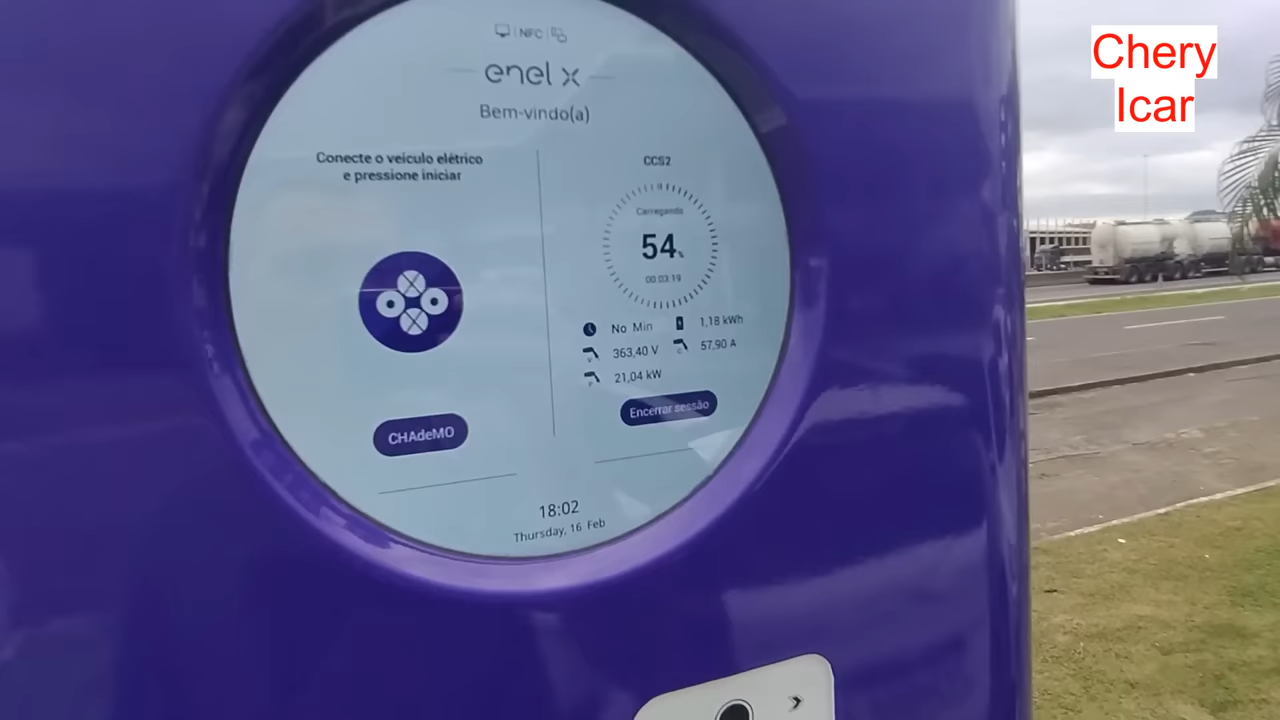 NFC
enel x
Bem-vindo(a)
Conecte o veículo elétrico
e pressione iniciar
CHAdeMO
CCS2
Carregando
54%
00:03:19
No Min
1,18 kWh
363,40 V
57,90 A
21,04 kW
Encerrar sessão
18:02
Thursday, 16 Feb
Chery
Icar